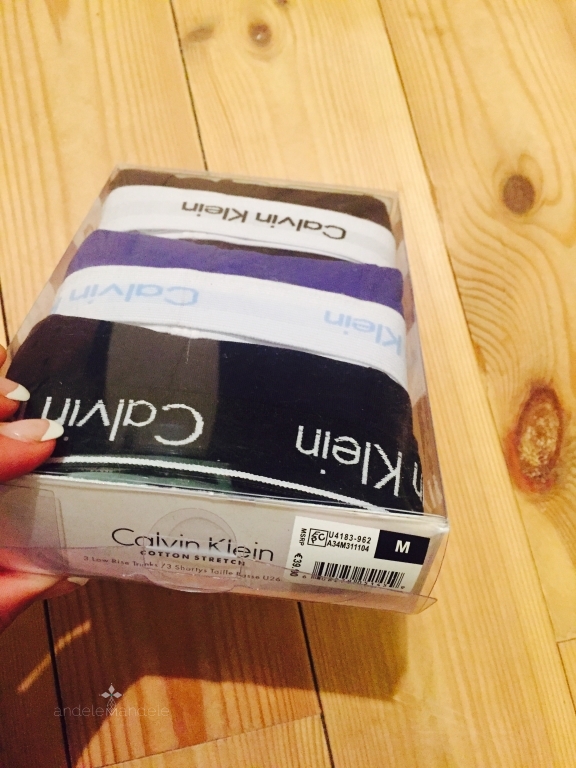 Calvin Klein
Calvin Klein
Calvin Klein
Calvin Klein
COTTON STRETCH
3 Low Rise Trunks / 3 Shortys Taille Basse U26
MSRP
€39,90
U4183-962
A34M311104
M
andelemandele